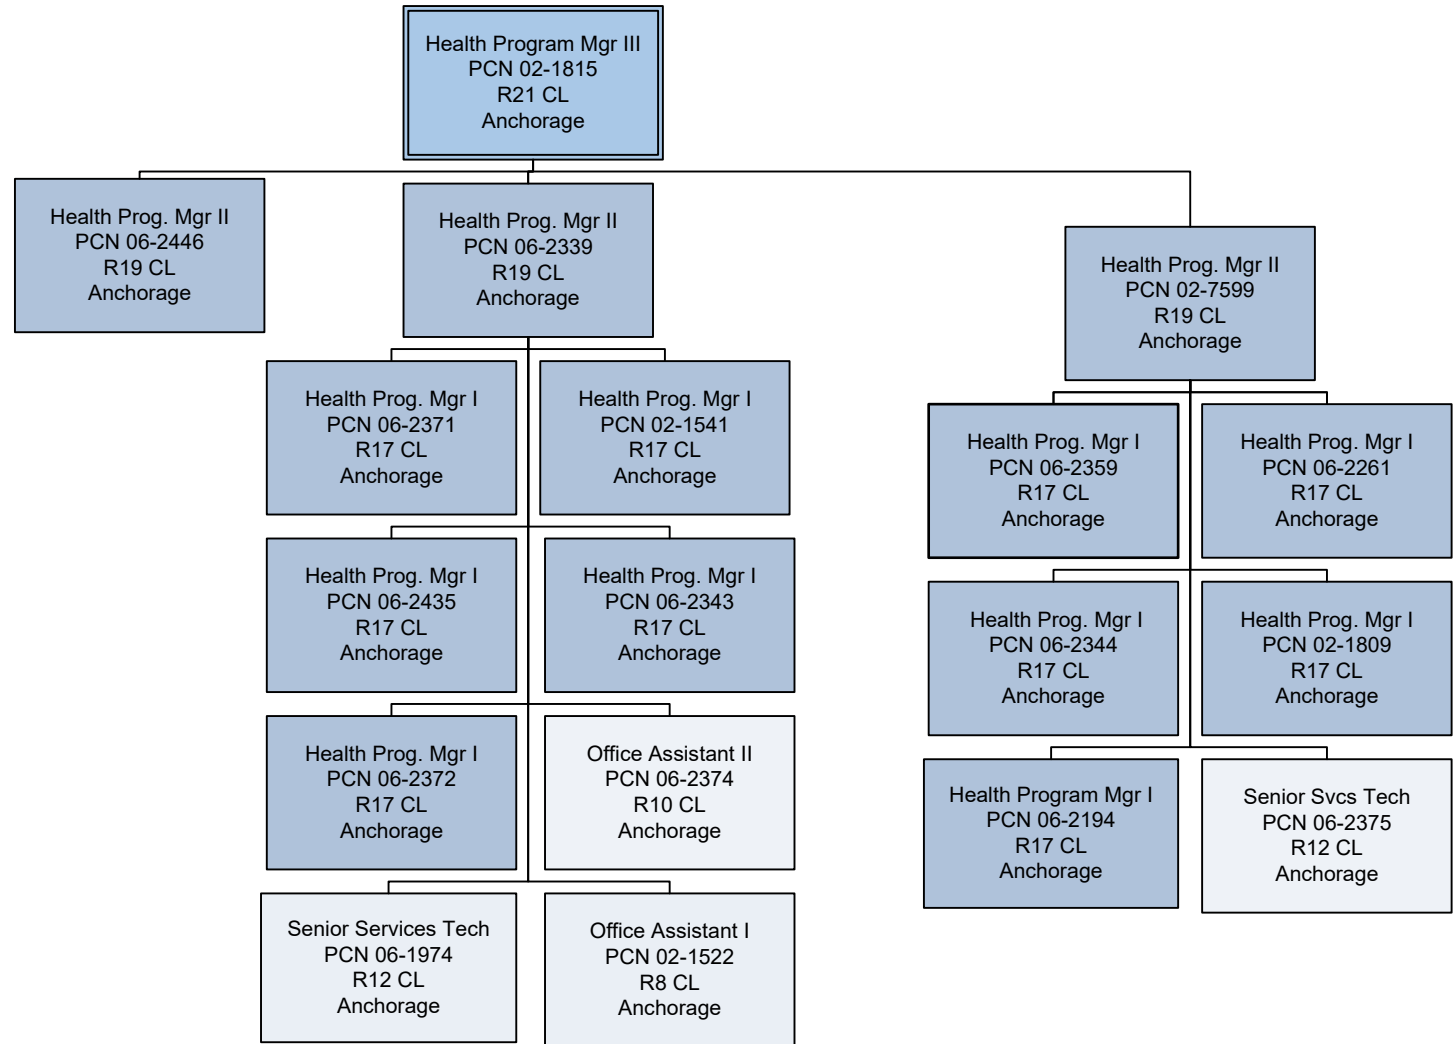 Health Program Mgr III
PCN 02-1815
R21 CL
Anchorage
Health Prog. Mgr II
PCN 06-2446
R19 CL
Anchorage
Health Prog. Mgr II
PCN 06-2339
R19 CL
Anchorage
Health Prog. Mgr II
PCN 02-7599
R19 CL
Anchorage
Health Prog. Mgr I
PCN 06-2371
R17 CL
Anchorage
Health Prog. Mgr I
PCN 02-1541
R17 CL
Anchorage
Health Prog. Mgr I
PCN 06-2359
R17 CL
Anchorage
Health Prog. Mgr I
PCN 06-2261
R17 CL
Anchorage
Health Prog. Mgr I
PCN 06-2435
R17 CL
Anchorage
Health Prog. Mgr I
PCN 06-2343
R17 CL
Anchorage
Health Prog. Mgr I
PCN 06-2344
R17 CL
Anchorage
Health Prog. Mgr I
PCN 02-1809
R17 CL
Anchorage
Health Prog. Mgr I
PCN 06-2372
R17 CL
Anchorage
Office Assistant II
PCN 06-2374
R10 CL
Anchorage
Health Program Mgr I
PCN 06-2194
R17 CL
Anchorage
Senior Svcs Tech
PCN 06-2375
R12 CL
Anchorage
Senior Services Tech
PCN 06-1974
R12 CL
Anchorage
Office Assistant I
PCN 02-1522
R8 CL
Anchorage